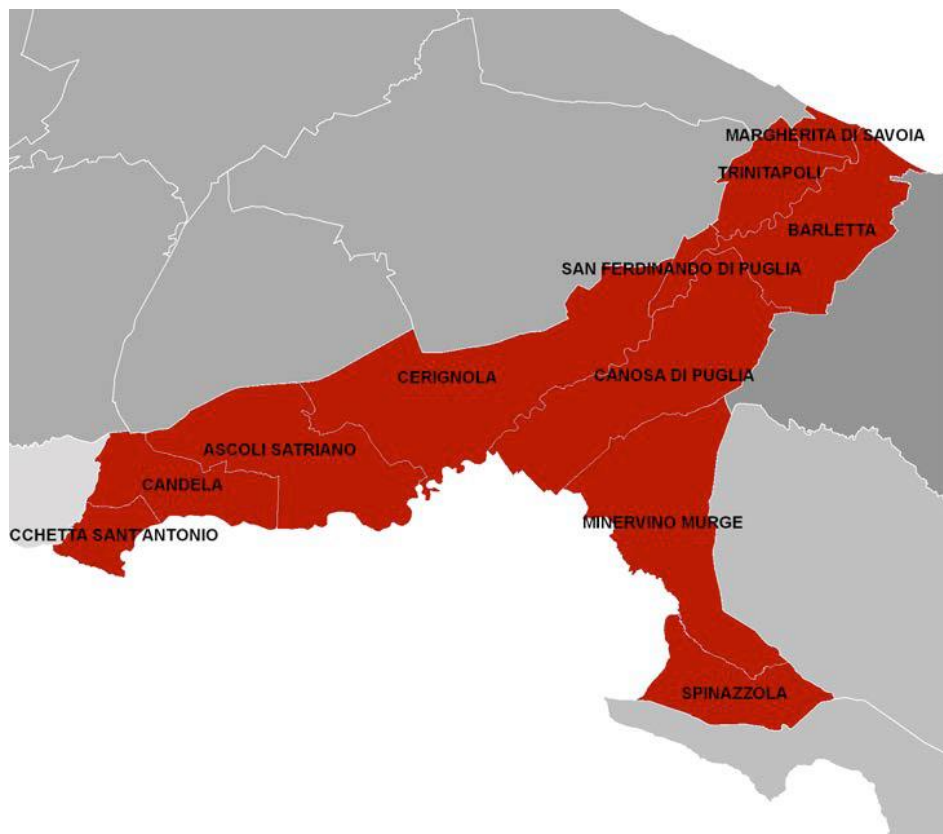 MARGHERITA DI SAVOIA
TRINITAPOLI
BARLETTA
SAN FERDINANDO DI PUGLIA
CERIGNOLA
CANOSA DI PUGLIA
ASCOLI SATRIANO
CANDELA
MINERVINO MURGE
CCHETTA SANT'ANTONIO
SPINAZZOLA